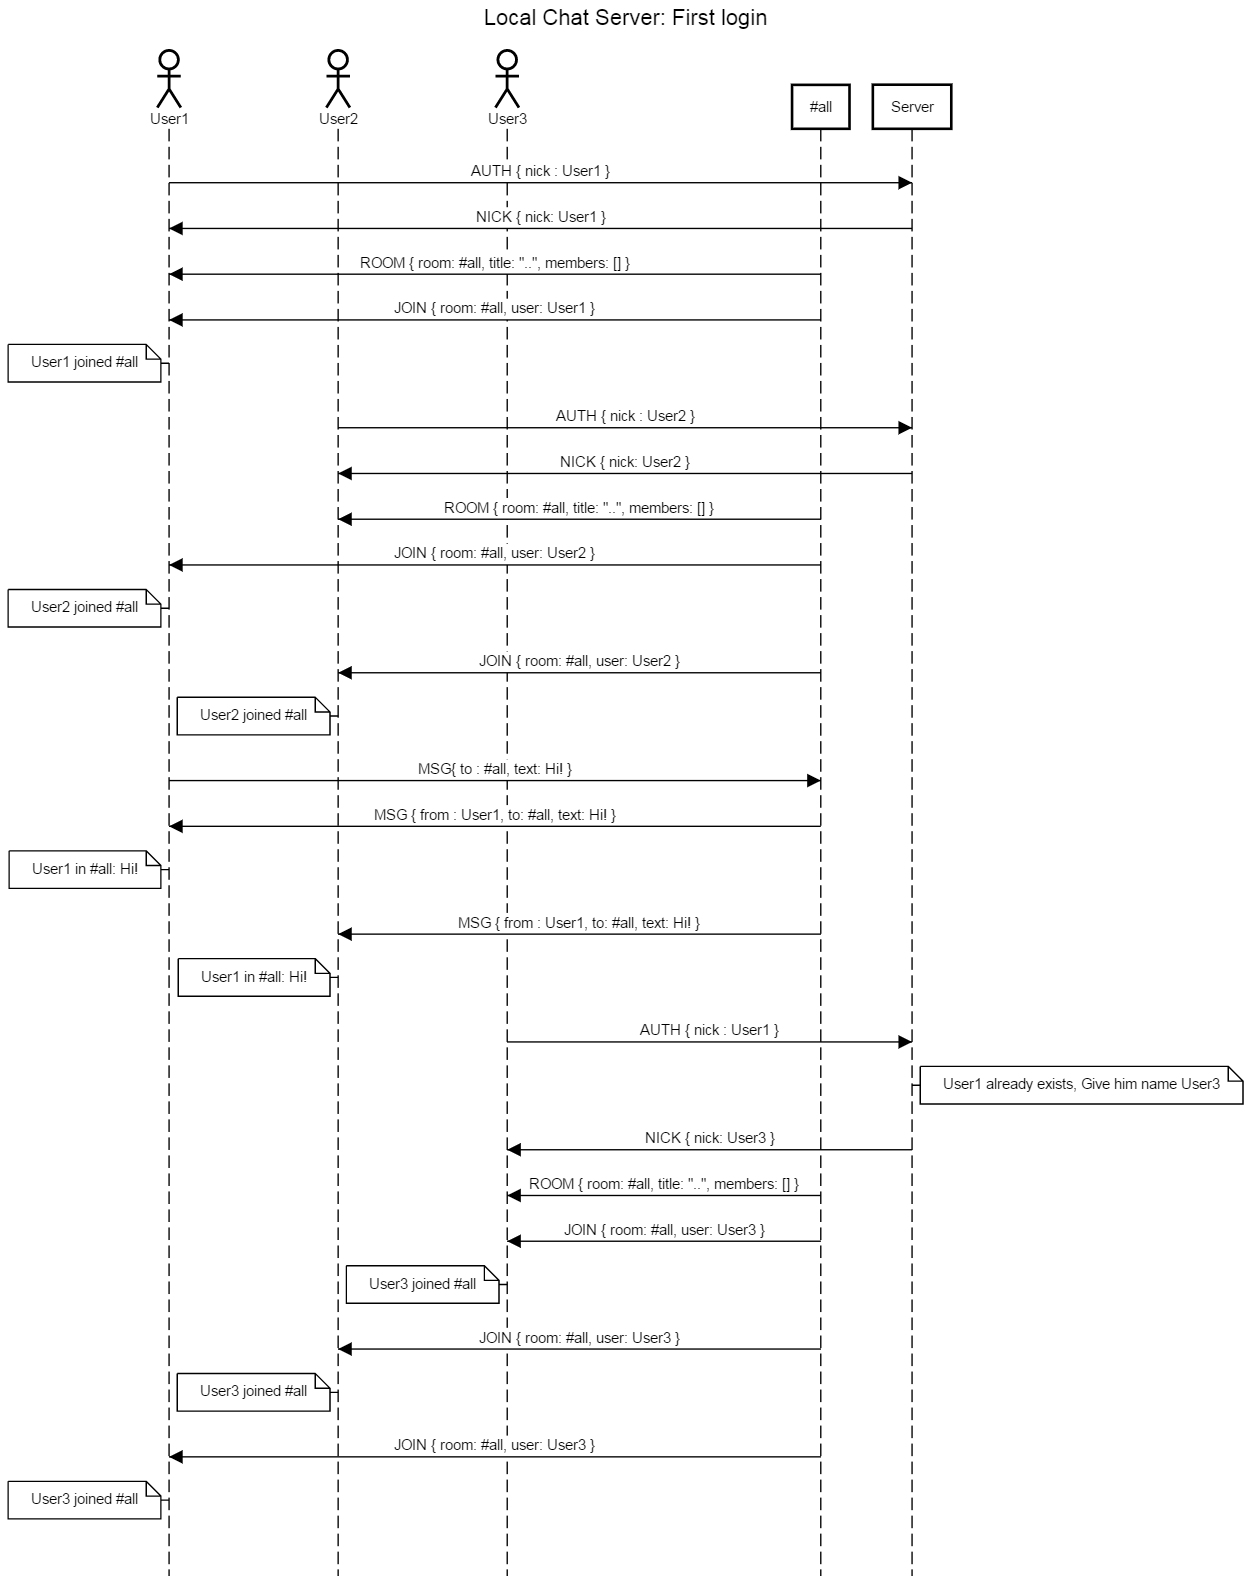 Local Chat Server: First login
User1
User2
User3
#all
Server
AUTH { nick : User1 }
NICK { nick: User1 }
ROOM { room: #all, title: "..", members: [] }
JOIN { room: #all, user: User1 }
User1 joined #all
AUTH { nick : User2 }
NICK { nick: User2 }
ROOM { room: #all, title: "..", members: [] }
JOIN { room: #all, user: User2 }
User2 joined #all
JOIN { room: #all, user: User2 }
User2 joined #all
MSG{ to : #all, text: Hi! }
MSG { from : User1, to: #all, text: Hi! }
User1 in #all: Hi!
MSG { from : User1, to: #all, text: Hi! }
User1 in #all: Hi!
AUTH { nick : User1 }
User1 already exists, Give him name User3
NICK { nick: User3 }
ROOM { room: #all, title: "..", members: [] }
JOIN { room: #all, user: User3 }
User3 joined #all
JOIN { room: #all, user: User3 }
User3 joined #all
JOIN { room: #all, user: User3 }
User3 joined #all